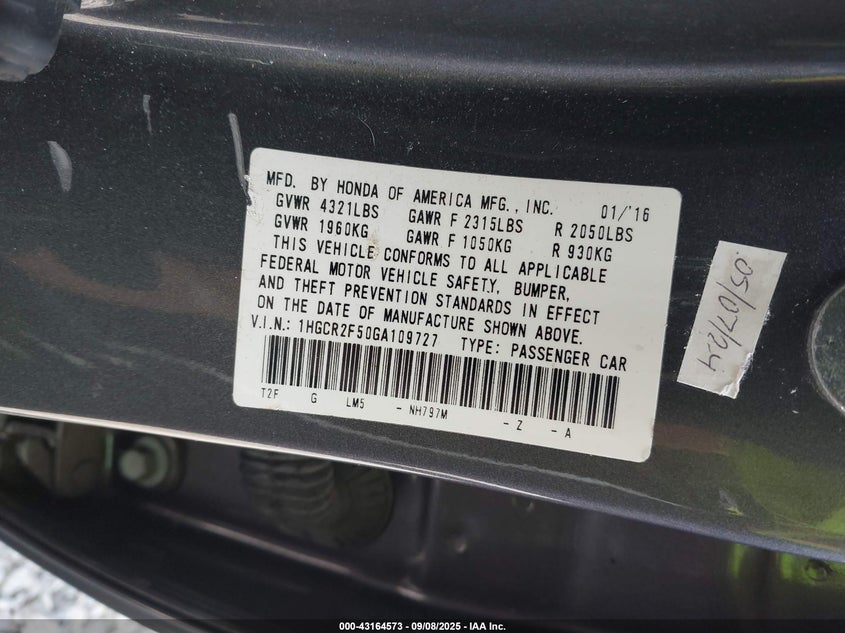 MFD. BY HONDA OF AMERICA MFG., INC. 01/'16
GVWR 4321LBS GAWR F 2315LBS R 2050LBS
GVWR 1960KG GAWR F 1050KG R 930KG
THIS VEHICLE CONFORMS TO ALL APPLICABLE
FEDERAL MOTOR VEHICLE SAFETY, BUMPER,
AND THEFT PREVENTION STANDARDS IN EFFECT
ON THE DATE OF MANUFACTURE SHOWN ABOVE.
V.I.N.: 1HGCR2F50GA109727 TYPE: PASSENGER CAR
T2F G LM5 - NH797M - Z - A
05/07/24
000-43164573 - 09/08/2025 - IAA Inc.